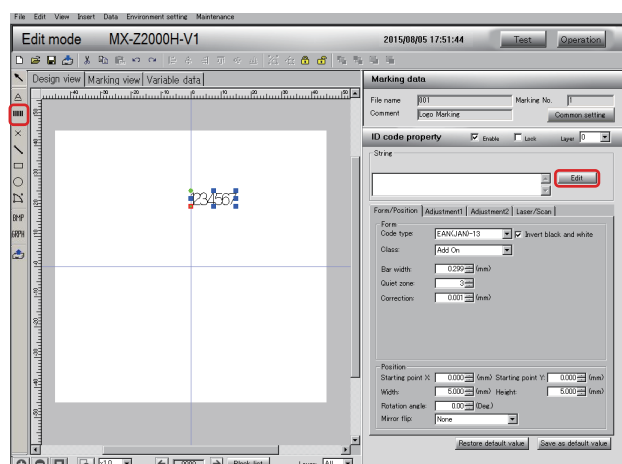 File Edit View Insert Data Environment setting Maintenance
Edit mode MX-Z2000H-V1 2015/08/05 17:51:44 Test Operation
Design view Marking view Variable data
Marking data
File name 001 Marking No. 1
Comment Logo Marking Common setting
ID code property Enable Lock Layer 0
String
Edit
1234567
BMP
GRPH
Form/Position Adjustment1 Adjustment2 Laser/Scan
Form
Code type: EAN(JAN)-13 Invert black and white
Class: Add On
Bar width: 0.299 (mm)
Quiet zone: 3
Correction: 0.001 (mm)
Position
Starting point X: 0.000 (mm) Starting point Y: 0.000 (mm)
Width: 5.000 (mm) Height: 5.000 (mm)
Rotation angle: 0.00 (Deg.)
Mirror flip: None
Restore default value Save as default value
x1.0 0000 Block list Layer All